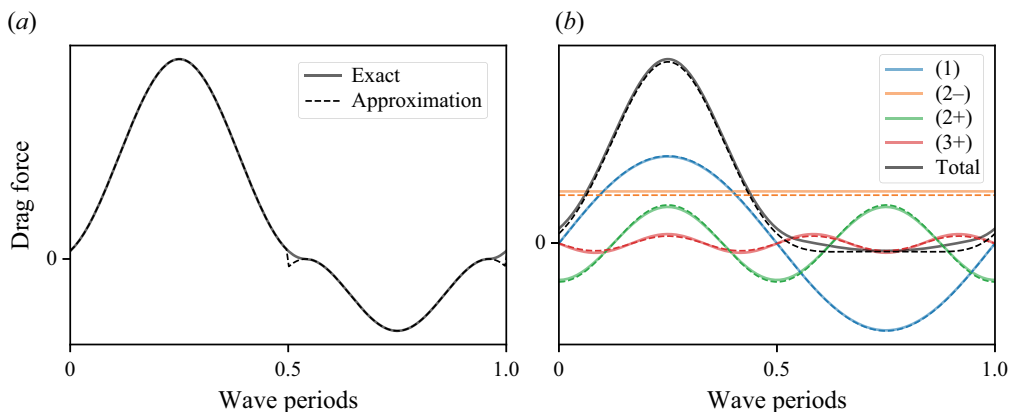 (a)
Exact
Approximation
Drag force
0
0
0.5
1.0
Wave periods
(b)
(1)
(2–)
(2+)
(3+)
Total
0
0
0.5
1.0
Wave periods